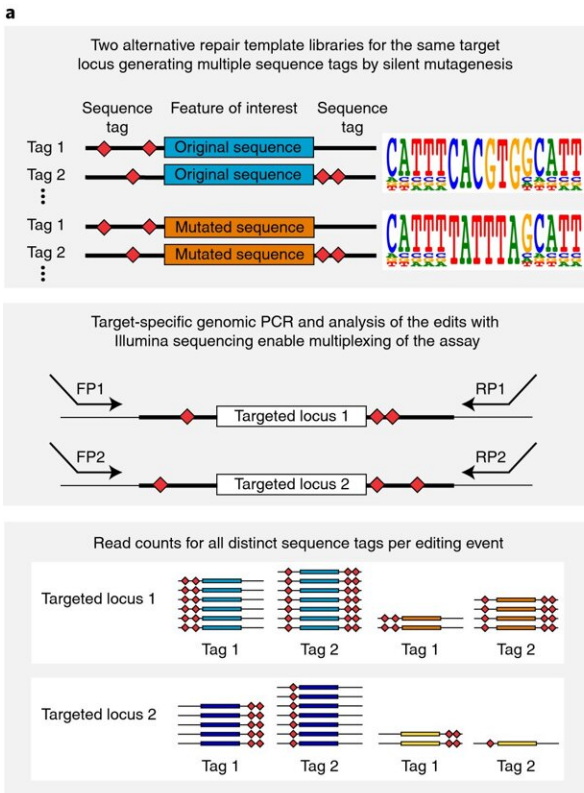 a
Two alternative repair template libraries for the same target
locus generating multiple sequence tags by silent mutagenesis
Sequence tag
Feature of interest
Sequence tag
Tag 1
Original sequence
Tag 2
Original sequence
Tag 1
Mutated sequence
Tag 2
Mutated sequence
CATTTCACGTGGCATT
CATTTTATTTAGCATT
Target-specific genomic PCR and analysis of the edits with
Illumina sequencing enable multiplexing of the assay
FP1
Targeted locus 1
RP1
FP2
Targeted locus 2
RP2
Read counts for all distinct sequence tags per editing event
Targeted locus 1
Tag 1 Tag 2 Tag 1 Tag 2
Targeted locus 2
Tag 1 Tag 2 Tag 1 Tag 2